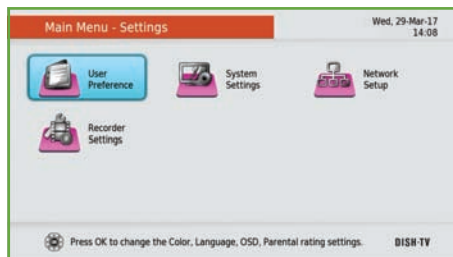 Main Menu - Settings
Wed, 29-Mar-17
14:08
User
Preference
System
Settings
Network
Setup
Recorder
Settings
Press OK to change the Color, Language, OSD, Parental rating settings.
DISH-TV